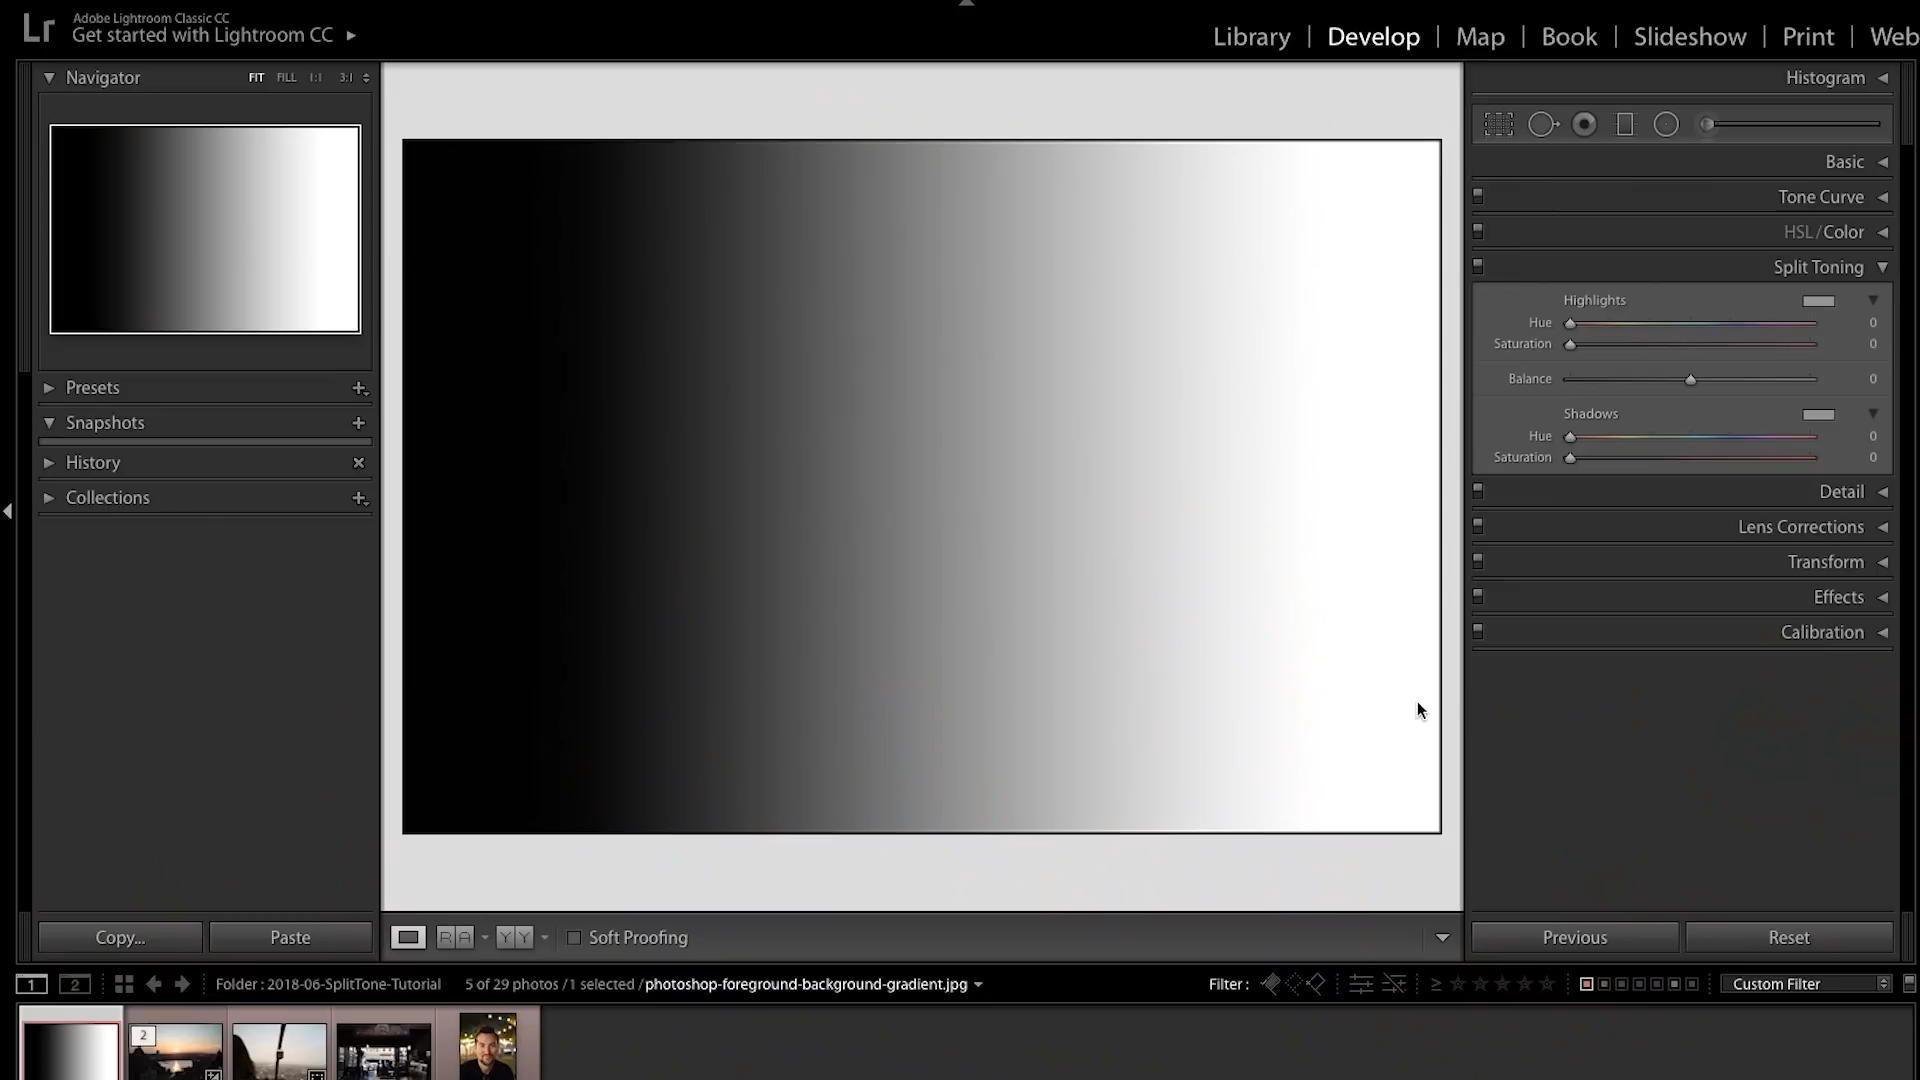 Lr
Adobe Lightroom Classic CC
Get started with Lightroom CC
Library | Develop | Map | Book | Slideshow | Print | Web
Navigator FIT FILL 1:1 3:1
Presets
Snapshots
History
Collections
Copy... Paste
Histogram
Basic
Tone Curve
HSL / Color
Split Toning
Highlights
Hue 0
Saturation 0
Balance 0
Shadows
Hue 0
Saturation 0
Detail
Lens Corrections
Transform
Effects
Calibration
R A Y Y Soft Proofing
Previous Reset
1 2 Folder : 2018-06-SplitTone-Tutorial 5 of 29 photos / 1 selected / photoshop-foreground-background-gradient.jpg Filter : ≥ Custom Filter
2